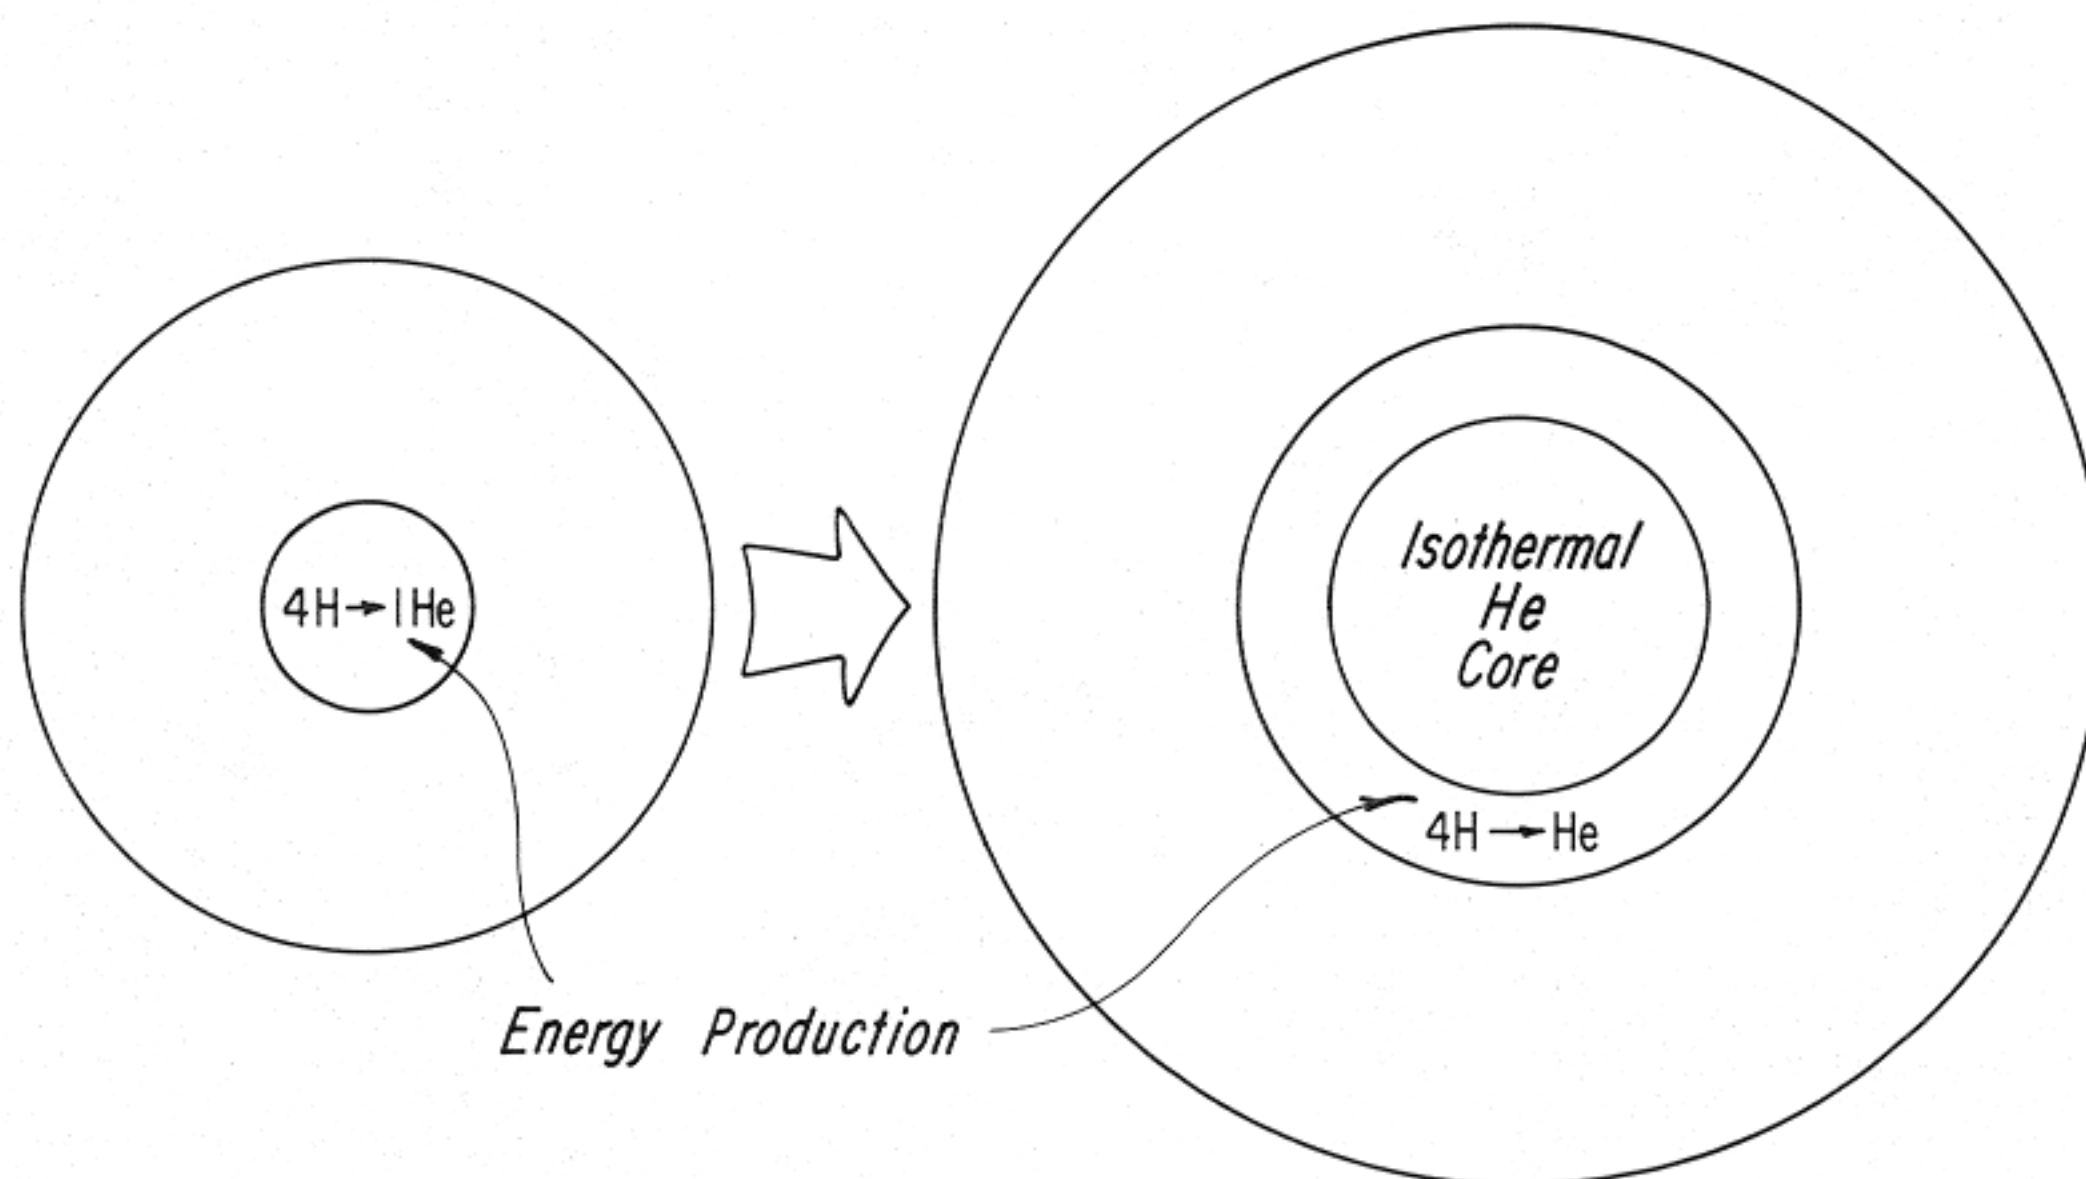 4H→1He
Isothermal
He
Core
4H→He
Energy Production